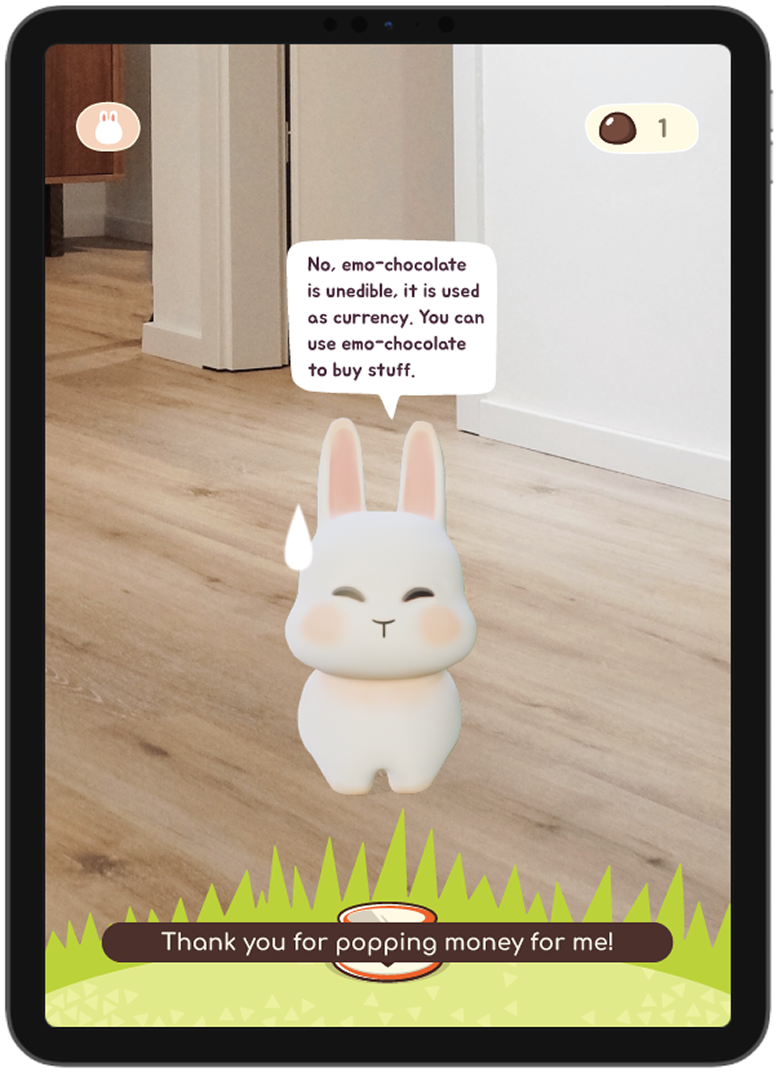 1
No, emo-chocolate
is unedible, it is used
as currency. You can
use emo-chocolate
to buy stuff.
Thank you for popping money for me!